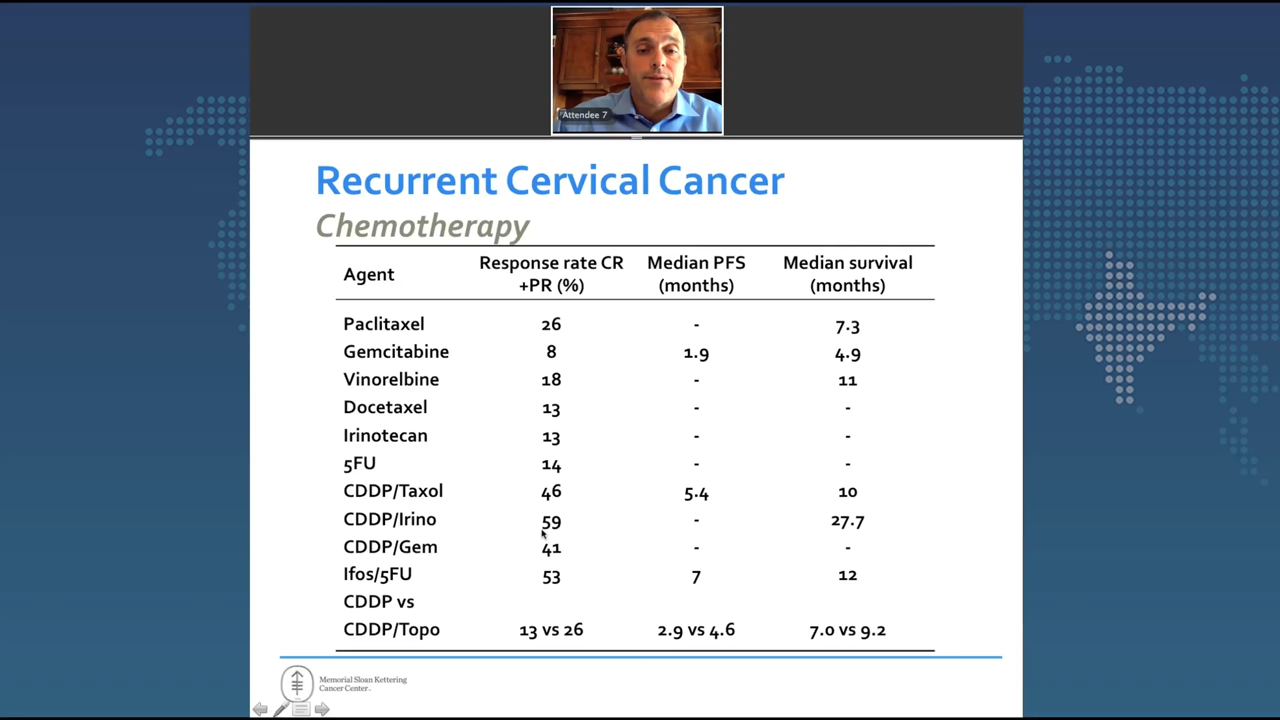 Attendee 7
Recurrent Cervical Cancer
Chemotherapy
Agent Response rate CR +PR (%) Median PFS (months) Median survival (months)
Paclitaxel 26 - 7.3
Gemcitabine 8 1.9 4.9
Vinorelbine 18 - 11
Docetaxel 13 - -
Irinotecan 13 - -
5FU 14 - -
CDDP/Taxol 46 5.4 10
CDDP/Irino 59 - 27.7
CDDP/Gem 41 - -
Ifos/5FU 53 7 12
CDDP vs
CDDP/Topo 13 vs 26 2.9 vs 4.6 7.0 vs 9.2
Memorial Sloan Kettering
Cancer Center